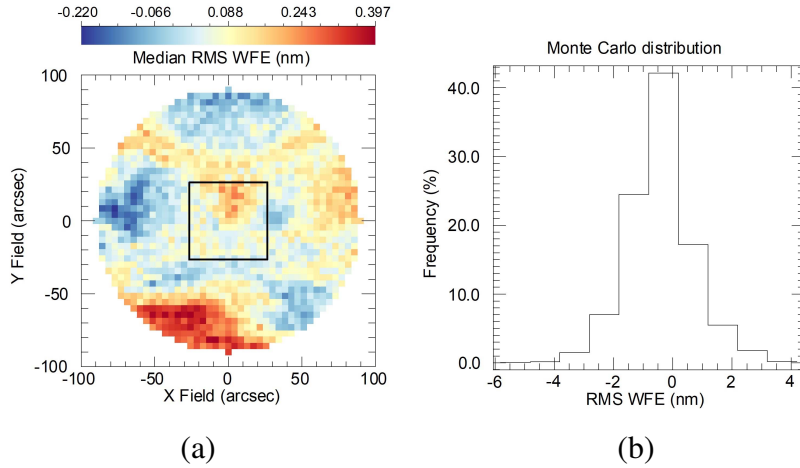 -0.220 -0.066 0.088 0.243 0.397
Median RMS WFE (nm)
100
50
0
-50
-100
-100 -50 0 50 100
Y Field (arcsec)
X Field (arcsec)
(a)
Monte Carlo distribution
40.0
30.0
20.0
10.0
0.0
-6 -4 -2 0 2 4
Frequency (%)
RMS WFE (nm)
(b)